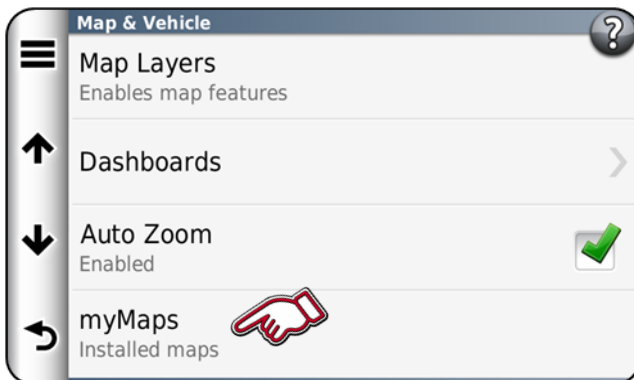 Map & Vehicle
?
Map Layers
Enables map features
Dashboards
Auto Zoom
Enabled
myMaps
Installed maps